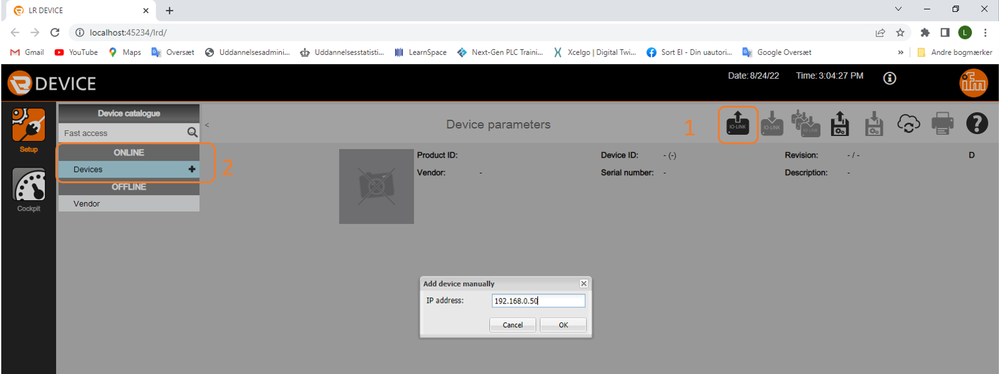 LR DEVICE
localhost:45234/lrd/
L
Gmail
YouTube
Maps
Oversæt
Uddannelsesadmini...
Uddannelsesstatisti...
LearnSpace
Next-Gen PLC Traini...
Xcelgo | Digital Twi...
Sort El - Din uautori...
Google Oversæt
»
Andre bogmærker
DEVICE
Date: 8/24/22
Time: 3:04:27 PM
ifm
Setup
Cockpit
Device catalogue
Fast access
<
ONLINE
Devices
2
OFFLINE
Vendor
Device parameters
1
IO-LINK
IO-LINK
IO-LINK
?
Product ID:
Device ID: - (-)
Revision: - / -
D
Vendor: -
Serial number: -
Description: -
Add device manually
IP address: 192.168.0.50
Cancel
OK